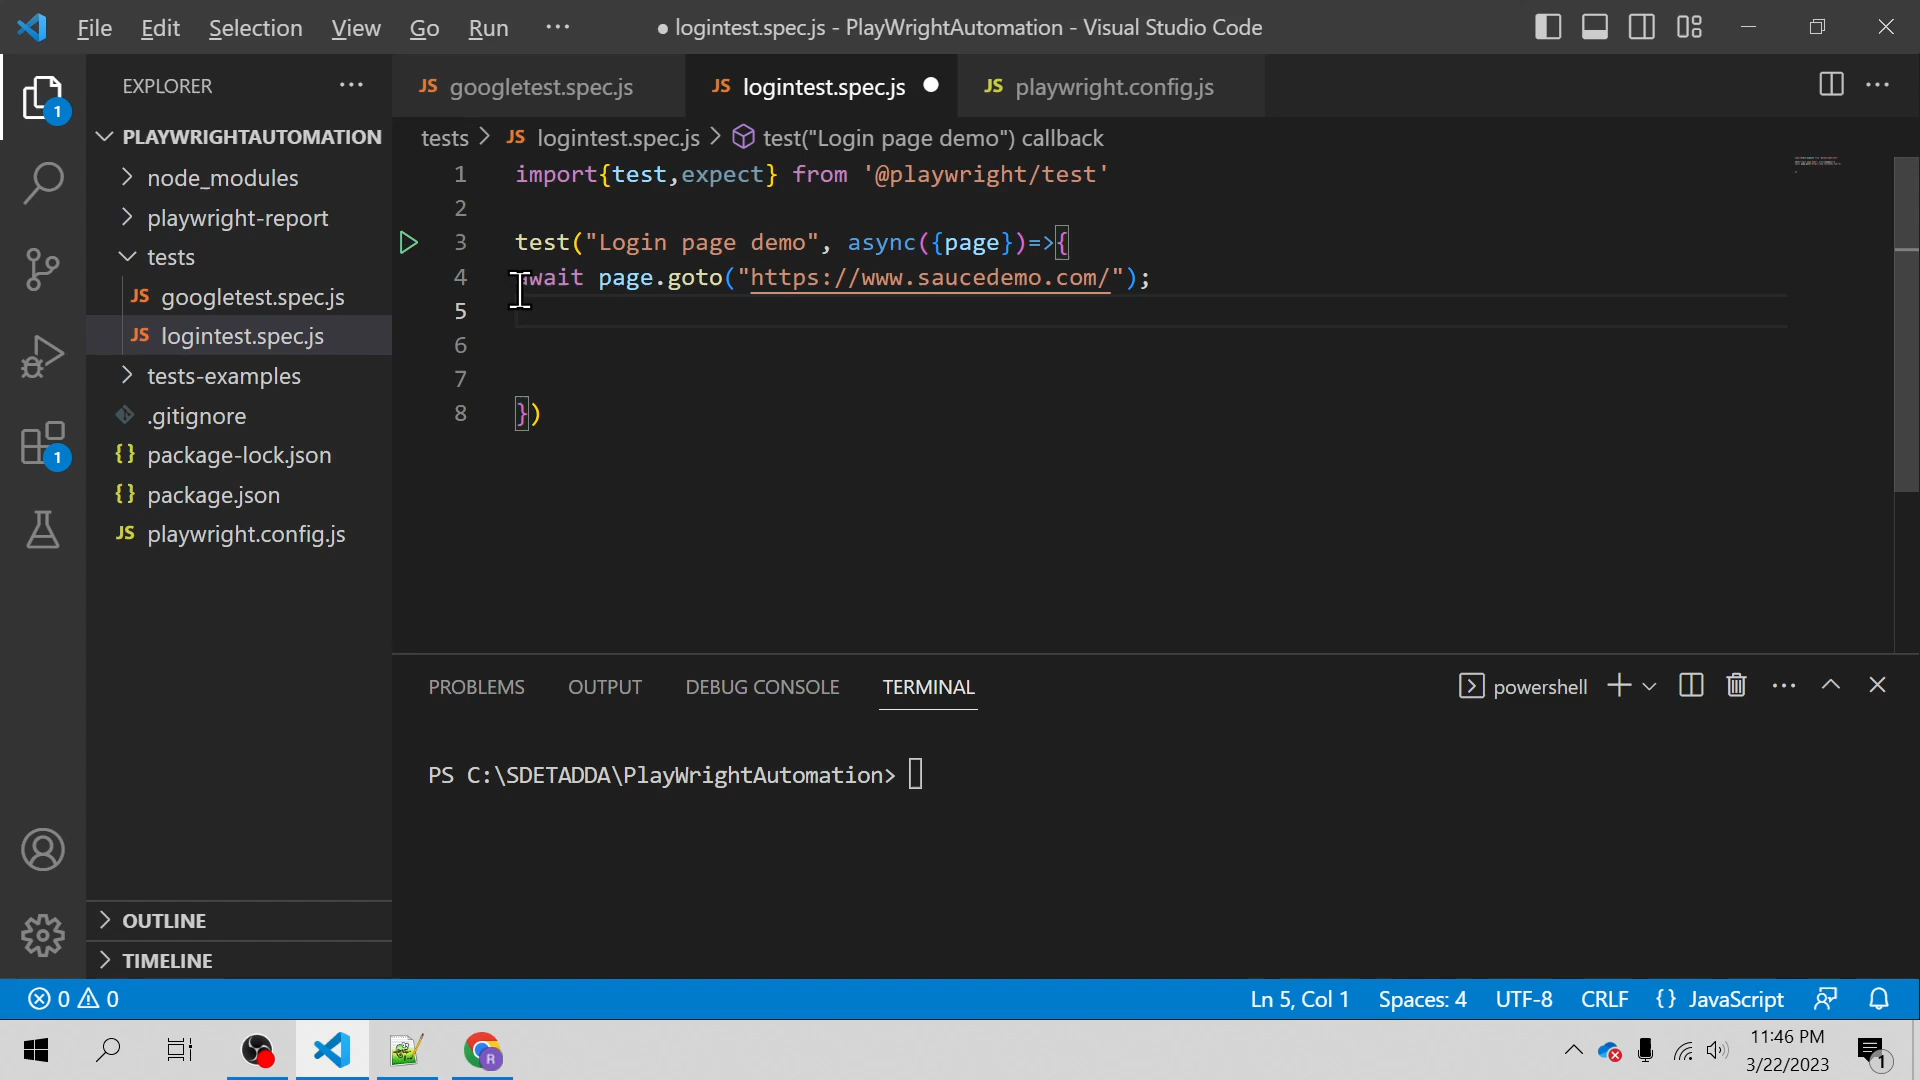 File Edit Selection View Go Run ··· ● logintest.spec.js - PlayWrightAutomation - Visual Studio Code
EXPLORER ···
JS googletest.spec.js JS logintest.spec.js ● JS playwright.config.js ···
PLAYWRIGHTAUTOMATION
node_modules
playwright-report
tests
JS googletest.spec.js
JS logintest.spec.js
tests-examples
.gitignore
{} package-lock.json
{} package.json
JS playwright.config.js
OUTLINE
TIMELINE
1
1
tests > JS logintest.spec.js > test("Login page demo") callback
1 import{test,expect} from '@playwright/test'
2
3 test("Login page demo", async({page})=>{
4 await page.goto("https://www.saucedemo.com/");
5
6
7
8 })
PROBLEMS OUTPUT DEBUG CONSOLE TERMINAL powershell ···
PS C:\SDETADDA\PlayWrightAutomation>
0 0 Ln 5, Col 1 Spaces: 4 UTF-8 CRLF {} JavaScript
R 11:46 PM
3/22/2023 1